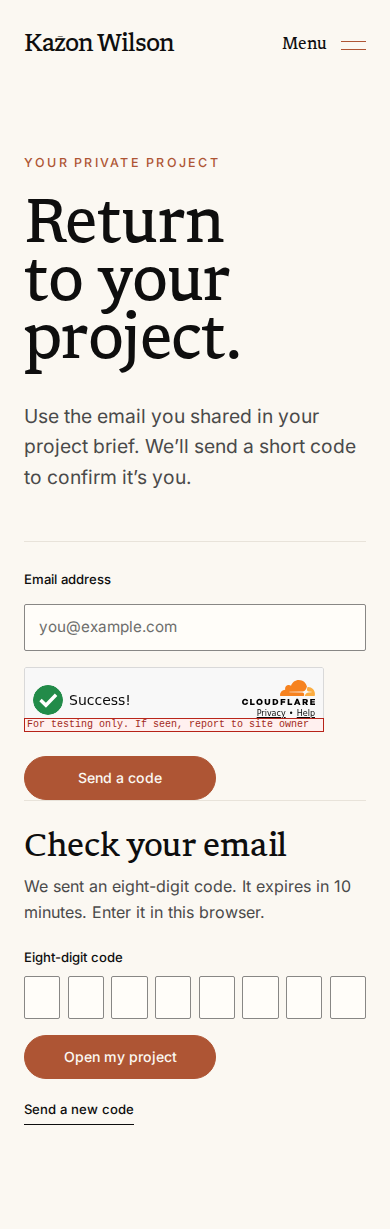 Kazon Wilson
Menu
YOUR PRIVATE PROJECT
Return
to your
project.
Use the email you shared in your
project brief. We’ll send a short code
to confirm it’s you.
Email address
you@example.com
Success!
CLOUDFLARE
Privacy • Help
For testing only. If seen, report to site owner
Send a code
Check your email
We sent an eight-digit code. It expires in 10
minutes. Enter it in this browser.
Eight-digit code
Open my project
Send a new code